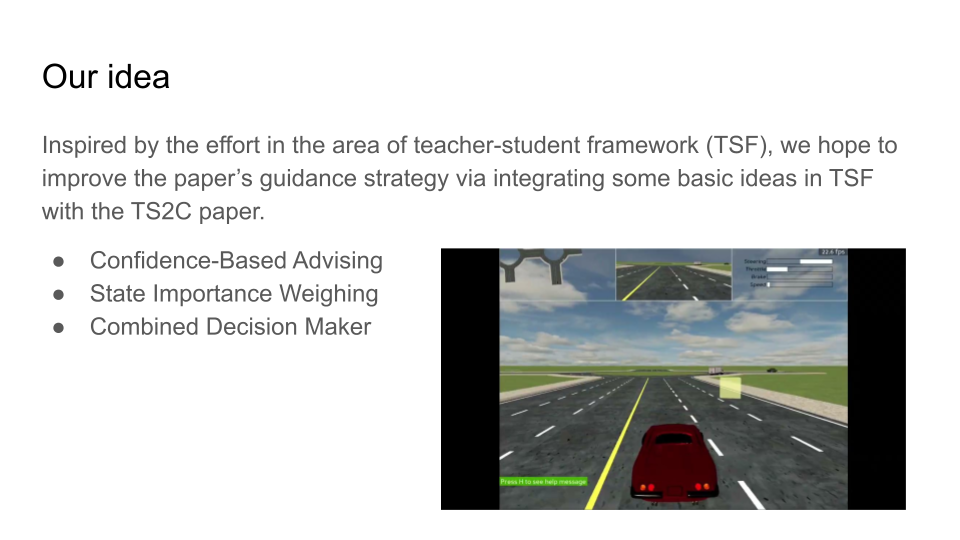 Our idea
Inspired by the effort in the area of teacher-student framework (TSF), we hope to
improve the paper’s guidance strategy via integrating some basic ideas in TSF
with the TS2C paper.
● Confidence-Based Advising
● State Importance Weighing
● Combined Decision Maker
22.6 fps
Steering
Throttle
Brake
Speed
Press H to see help message